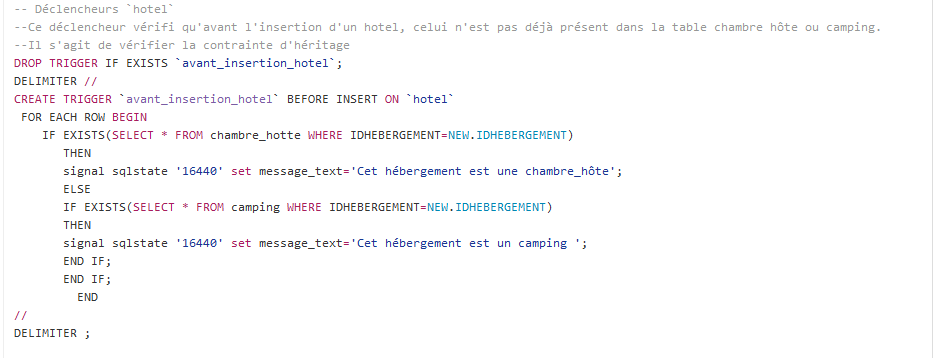 -- Déclencheurs `hotel`
--Ce déclencheur vérifi qu'avant l'insertion d'un hotel, celui n'est pas déjà présent dans la table chambre hôte ou camping.
--Il s'agit de vérifier la contrainte d'héritage
DROP TRIGGER IF EXISTS `avant_insertion_hotel`;
DELIMITER //
CREATE TRIGGER `avant_insertion_hotel` BEFORE INSERT ON `hotel`
FOR EACH ROW BEGIN
IF EXISTS(SELECT * FROM chambre_hotte WHERE IDHEBERGEMENT=NEW.IDHEBERGEMENT)
THEN
signal sqlstate '16440' set message_text='Cet hébergement est une chambre_hôte';
ELSE
IF EXISTS(SELECT * FROM camping WHERE IDHEBERGEMENT=NEW.IDHEBERGEMENT)
THEN
signal sqlstate '16440' set message_text='Cet hébergement est un camping ';
END IF;
END IF;
END
//
DELIMITER ;